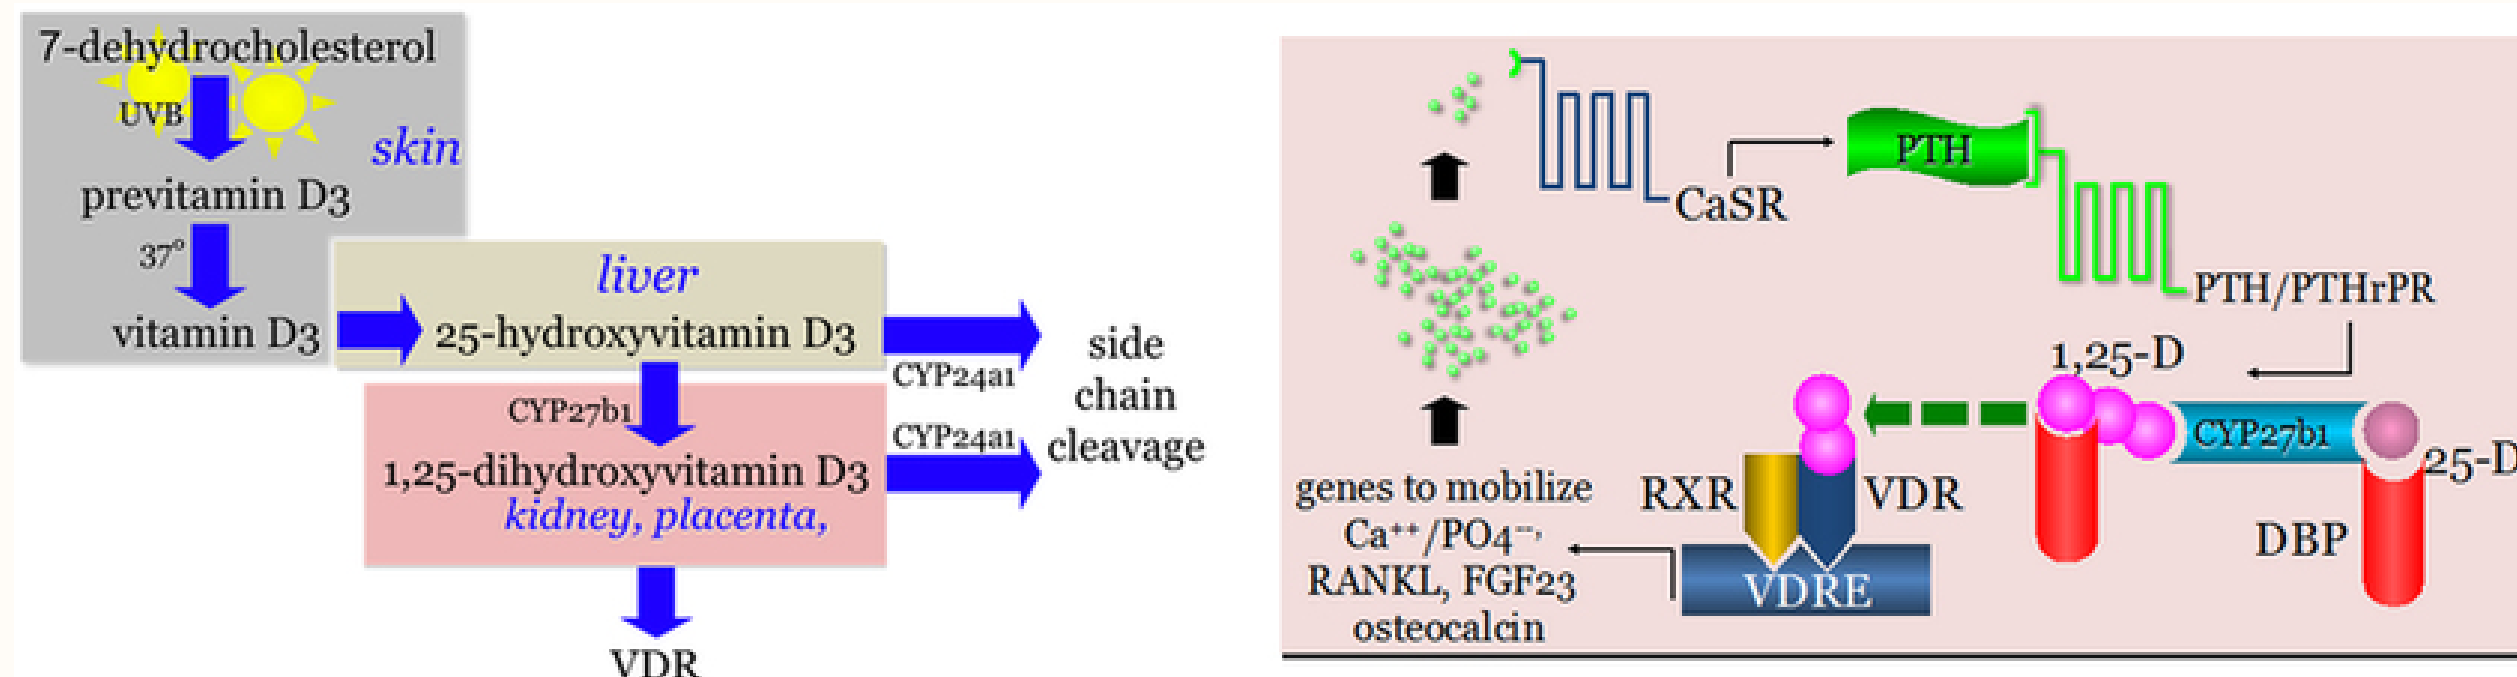 7-dehydrocholesterol
UVB
skin
previtamin D3
37°
vitamin D3
liver
25-hydroxyvitamin D3
CYP24a1
side
chain
cleavage
CYP27b1
CYP24a1
1,25-dihydroxyvitamin D3
kidney, placenta,
VDR
CaSR
PTH
PTH/PTHrPR
1,25-D
CYP27b1
25-D
DBP
RXR
VDR
VDRE
genes to mobilize
Ca⁺⁺/PO4⁻⁻,
RANKL, FGF23
osteocalcin